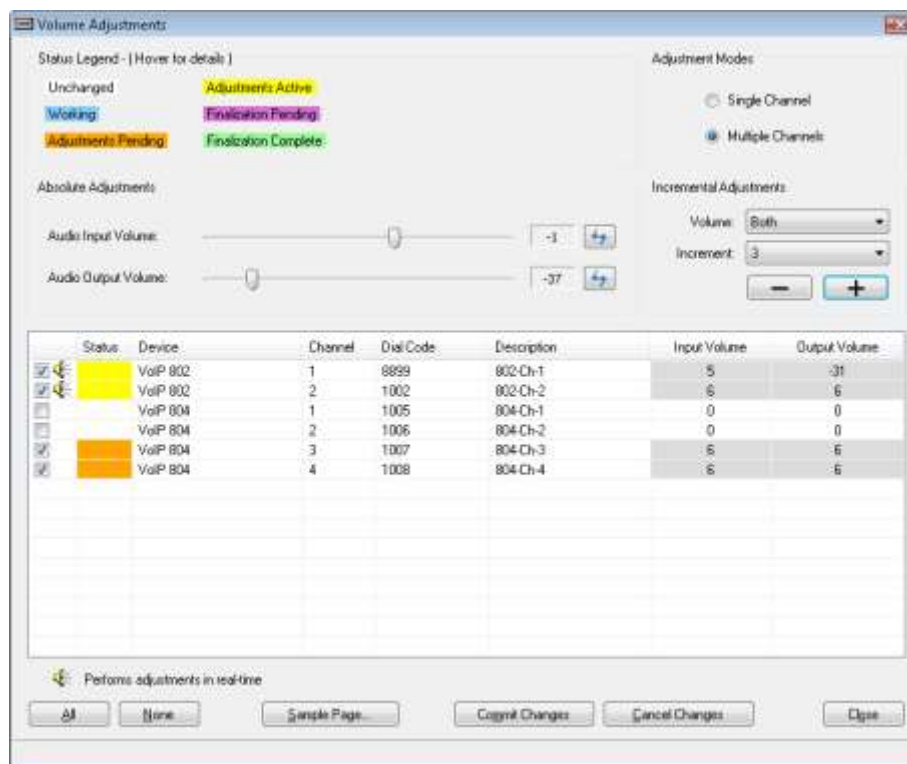 Volume Adjustments
Status Legend - ( Hover for details )
Unchanged
Adjustments Active
Working
Finalization Pending
Adjustments Pending
Finalization Complete
Adjustment Modes
Single Channel
Multiple Channels
Absolute Adjustments
Audio Input Volume: -1
Audio Output Volume: -37
Incremental Adjustments
Volume: Both
Increment: 3
Status Device Channel Dial Code Description Input Volume Output Volume
VoIP 802 1 8899 802-Ch-1 5 -31
VoIP 802 2 1002 802-Ch-2 6 6
VoIP 804 1 1005 804-Ch-1 0 0
VoIP 804 2 1006 804-Ch-2 0 0
VoIP 804 3 1007 804-Ch-3 6 6
VoIP 804 4 1008 804-Ch-4 6 6
Performs adjustments in real-time
All None Sample Page... Commit Changes Cancel Changes Close